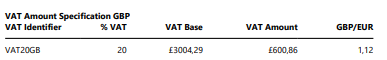 VAT Amount Specification GBP
VAT Identifier % VAT VAT Base VAT Amount GBP/EUR
VAT20GB 20 £3004,29 £600,86 1,12